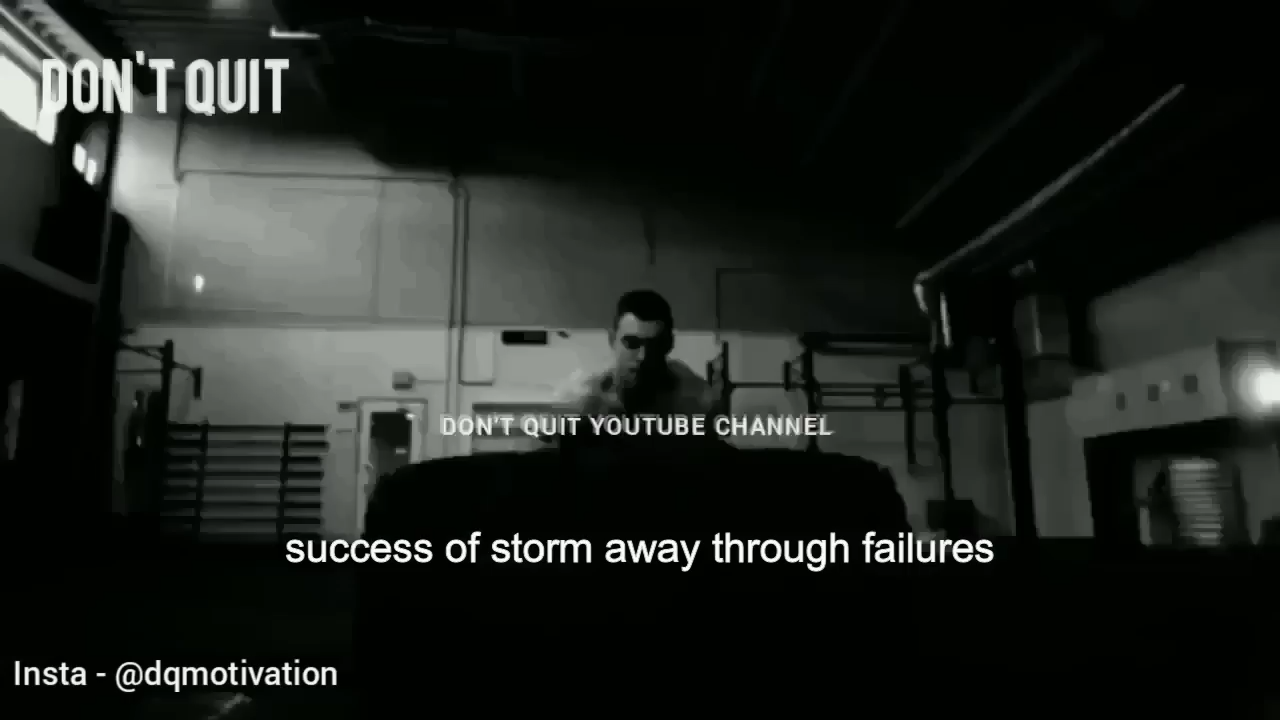 DON'T QUIT
DON'T QUIT YOUTUBE CHANNEL
success of storm away through failures
Insta - @dqmotivation